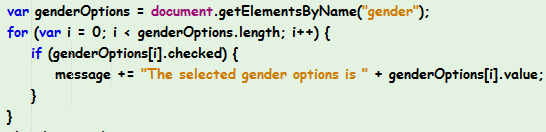 var genderOptions = document.getElementsByName("gender");
for (var i = 0; i < genderOptions.length; i++) {
if (genderOptions[i].checked) {
message += "The selected gender options is " + genderOptions[i].value;
}
}